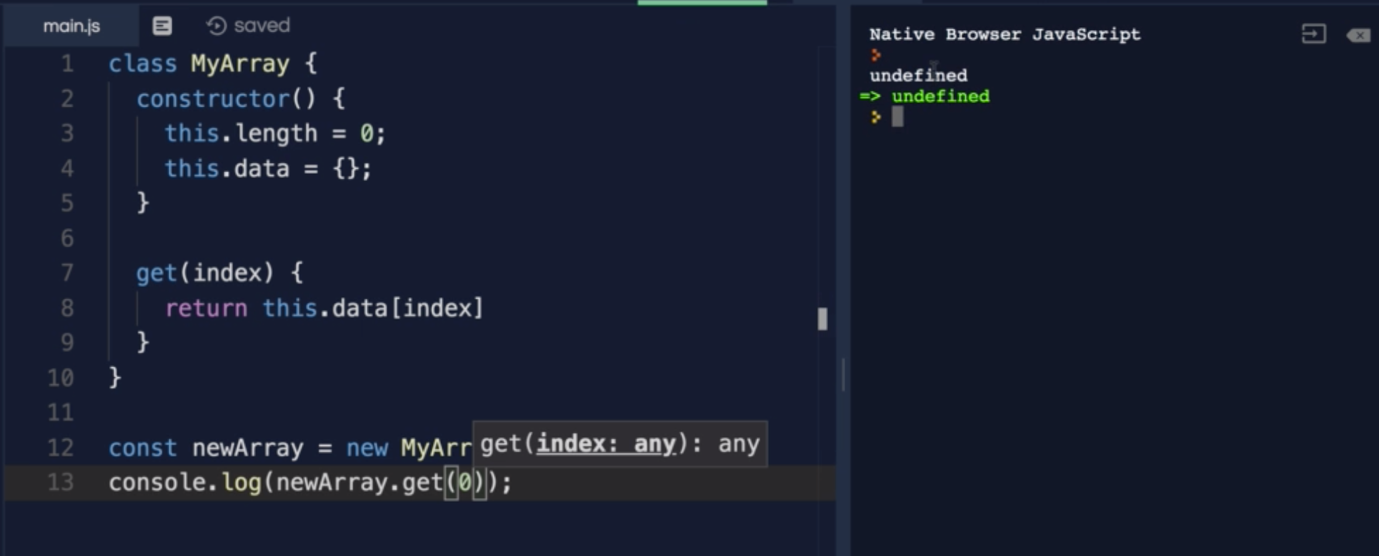 main.js saved
1 class MyArray {
2 constructor() {
3 this.length = 0;
4 this.data = {};
5 }
6
7 get(index) {
8 return this.data[index]
9 }
10 }
11
12 const newArray = new MyArr
get(index: any): any
13 console.log(newArray.get(0));
Native Browser JavaScript
>
undefined
=> undefined
>